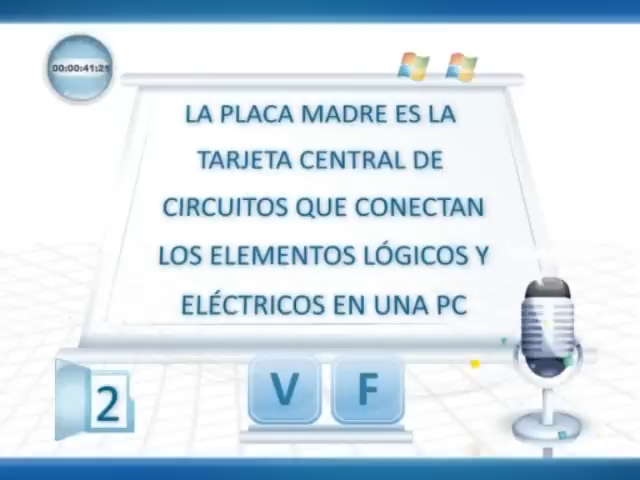 00:00:41:25
LA PLACA MADRE ES LA
TARJETA CENTRAL DE
CIRCUITOS QUE CONECTAN
LOS ELEMENTOS LÓGICOS Y
ELÉCTRICOS EN UNA PC
2
V F